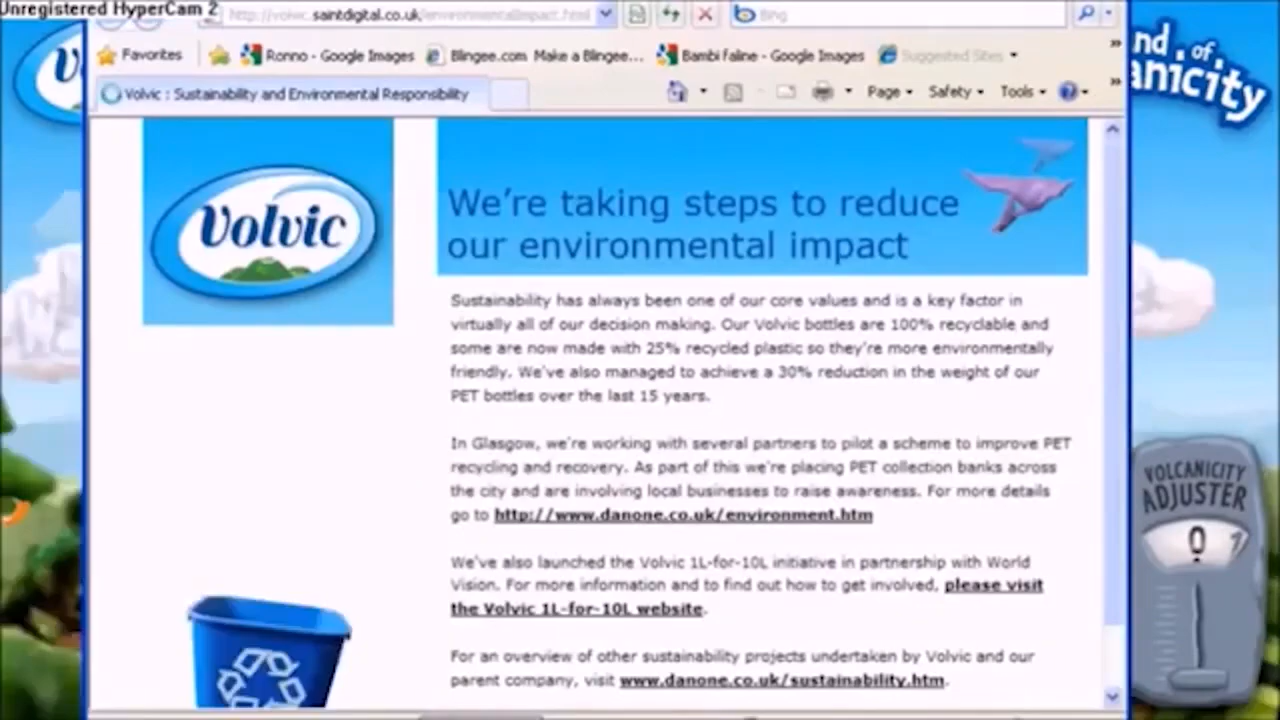 Unregistered HyperCam 2
http://volvic.saintdigital.co.uk/environmentalimpact.html
Bing
Favorites
Ronno - Google Images
Blingee.com Make a Blingee...
Bambi faline - Google Images
Suggested Sites
Volvic : Sustainability and Environmental Responsibility
Page
Safety
Tools
nd of
anicity
V
Volvic
We're taking steps to reduce
our environmental impact
Sustainability has always been one of our core values and is a key factor in
virtually all of our decision making. Our Volvic bottles are 100% recyclable and
some are now made with 25% recycled plastic so they're more environmentally
friendly. We've also managed to achieve a 30% reduction in the weight of our
PET bottles over the last 15 years.
In Glasgow, we're working with several partners to pilot a scheme to improve PET
recycling and recovery. As part of this we're placing PET collection banks across
the city and are involving local businesses to raise awareness. For more details
go to http://www.danone.co.uk/environment.htm
We've also launched the Volvic 1L-for-10L initiative in partnership with World
Vision. For more information and to find out how to get involved, please visit
the Volvic 1L-for-10L website.
For an overview of other sustainability projects undertaken by Volvic and our
parent company, visit www.danone.co.uk/sustainability.htm.
VOLCANICITY
ADJUSTER
0
1